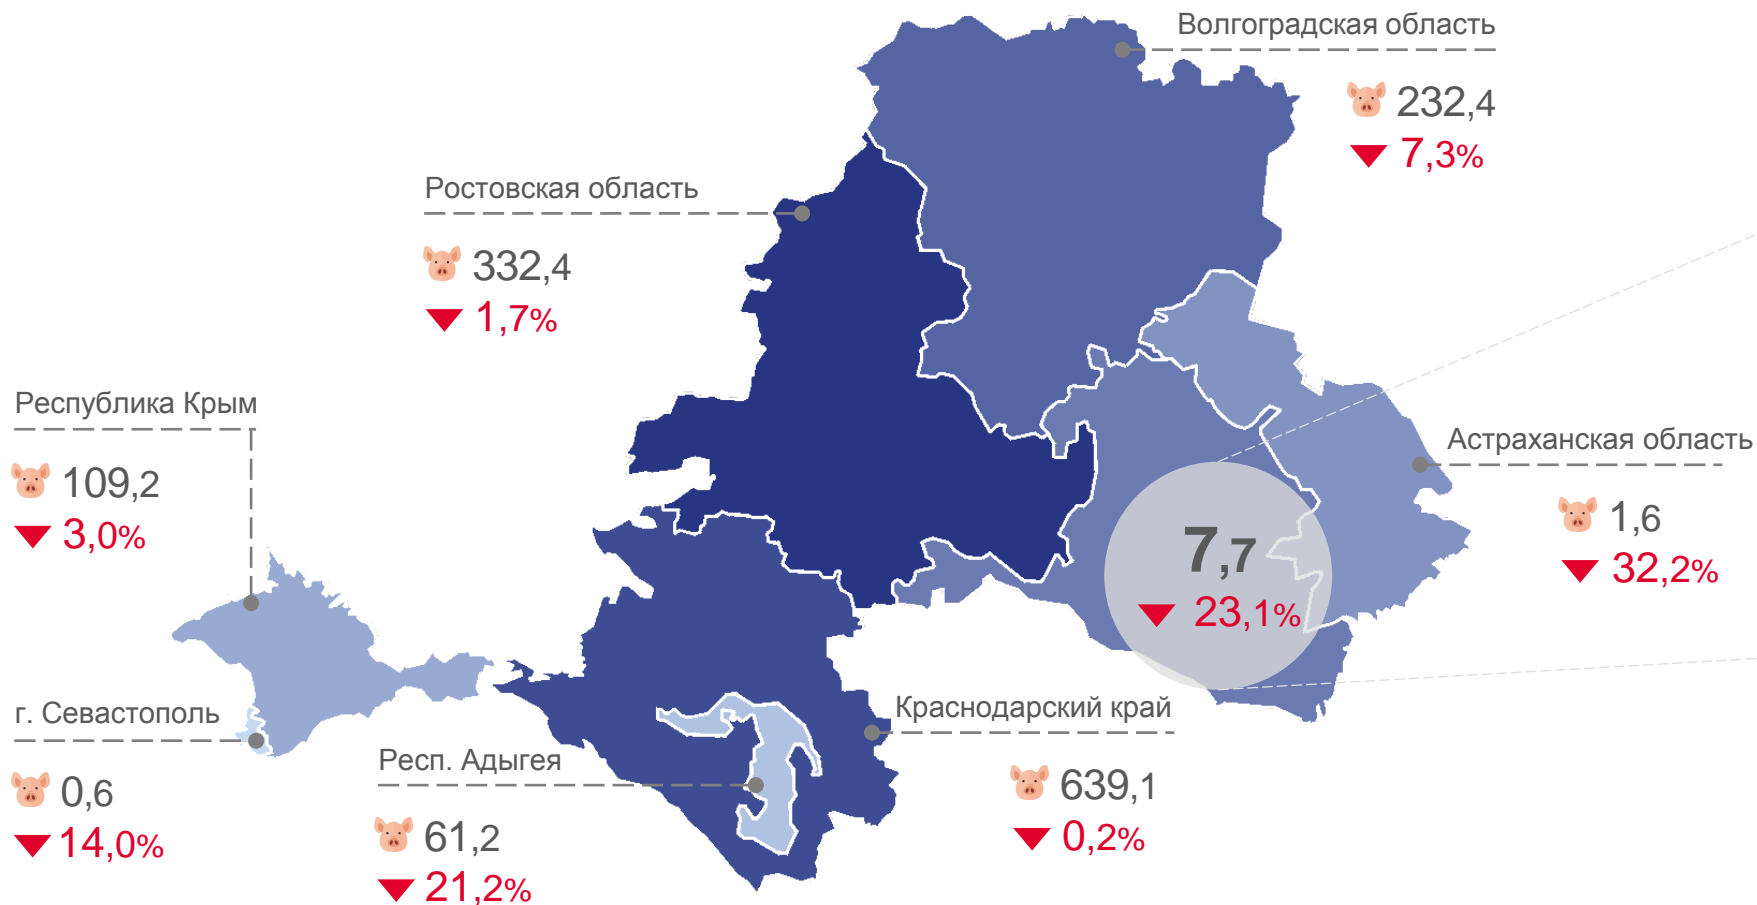 Волгоградская область
232,4
7,3%
Ростовская область
332,4
1,7%
Республика Крым
109,2
3,0%
Астраханская область
1,6
32,2%
7,7
23,1%
г. Севастополь
0,6
14,0%
Респ. Адыгея
61,2
21,2%
Краснодарский край
639,1
0,2%